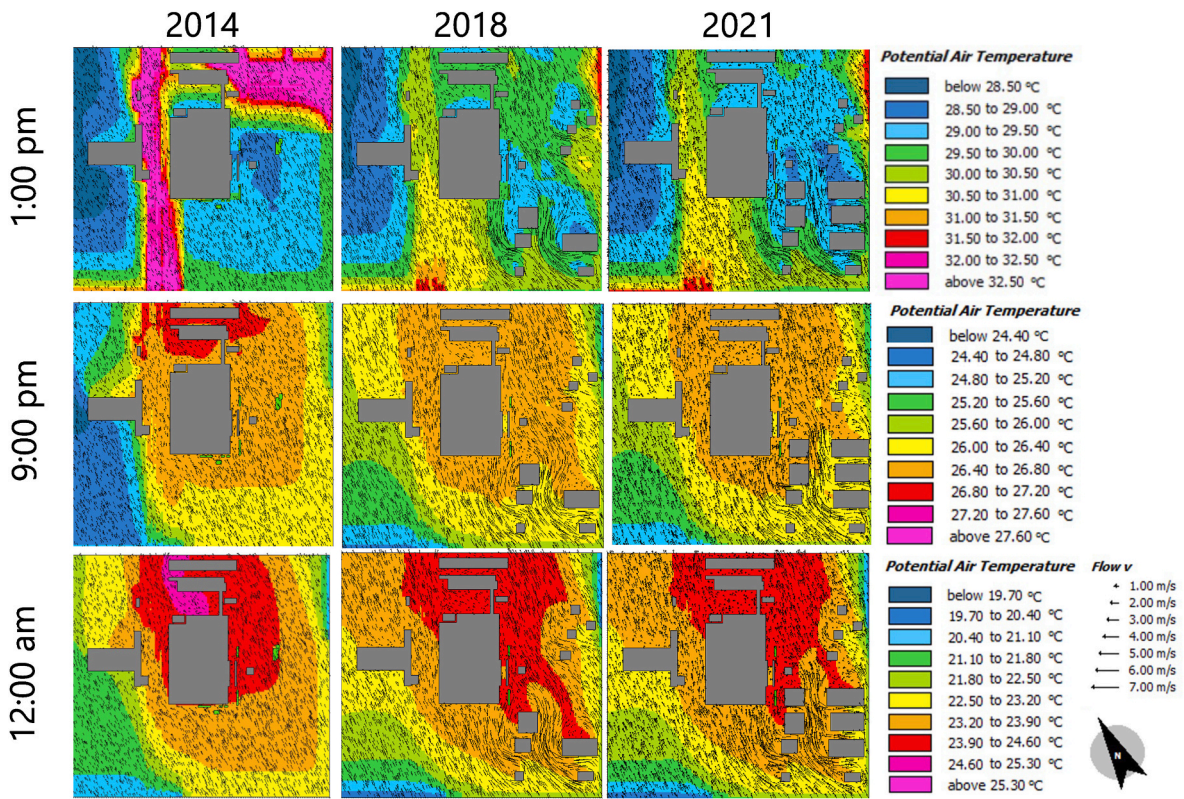 2014 2018 2021
1:00 pm
Potential Air Temperature
below 28.50 °C
28.50 to 29.00 °C
29.00 to 29.50 °C
29.50 to 30.00 °C
30.00 to 30.50 °C
30.50 to 31.00 °C
31.00 to 31.50 °C
31.50 to 32.00 °C
32.00 to 32.50 °C
above 32.50 °C
9:00 pm
Potential Air Temperature
below 24.40 °C
24.40 to 24.80 °C
24.80 to 25.20 °C
25.20 to 25.60 °C
25.60 to 26.00 °C
26.00 to 26.40 °C
26.40 to 26.80 °C
26.80 to 27.20 °C
27.20 to 27.60 °C
above 27.60 °C
12:00 am
Potential Air Temperature
below 19.70 °C
19.70 to 20.40 °C
20.40 to 21.10 °C
21.10 to 21.80 °C
21.80 to 22.50 °C
22.50 to 23.20 °C
23.20 to 23.90 °C
23.90 to 24.60 °C
24.60 to 25.30 °C
above 25.30 °C
Flow v
1.00 m/s
2.00 m/s
3.00 m/s
4.00 m/s
5.00 m/s
6.00 m/s
7.00 m/s
N